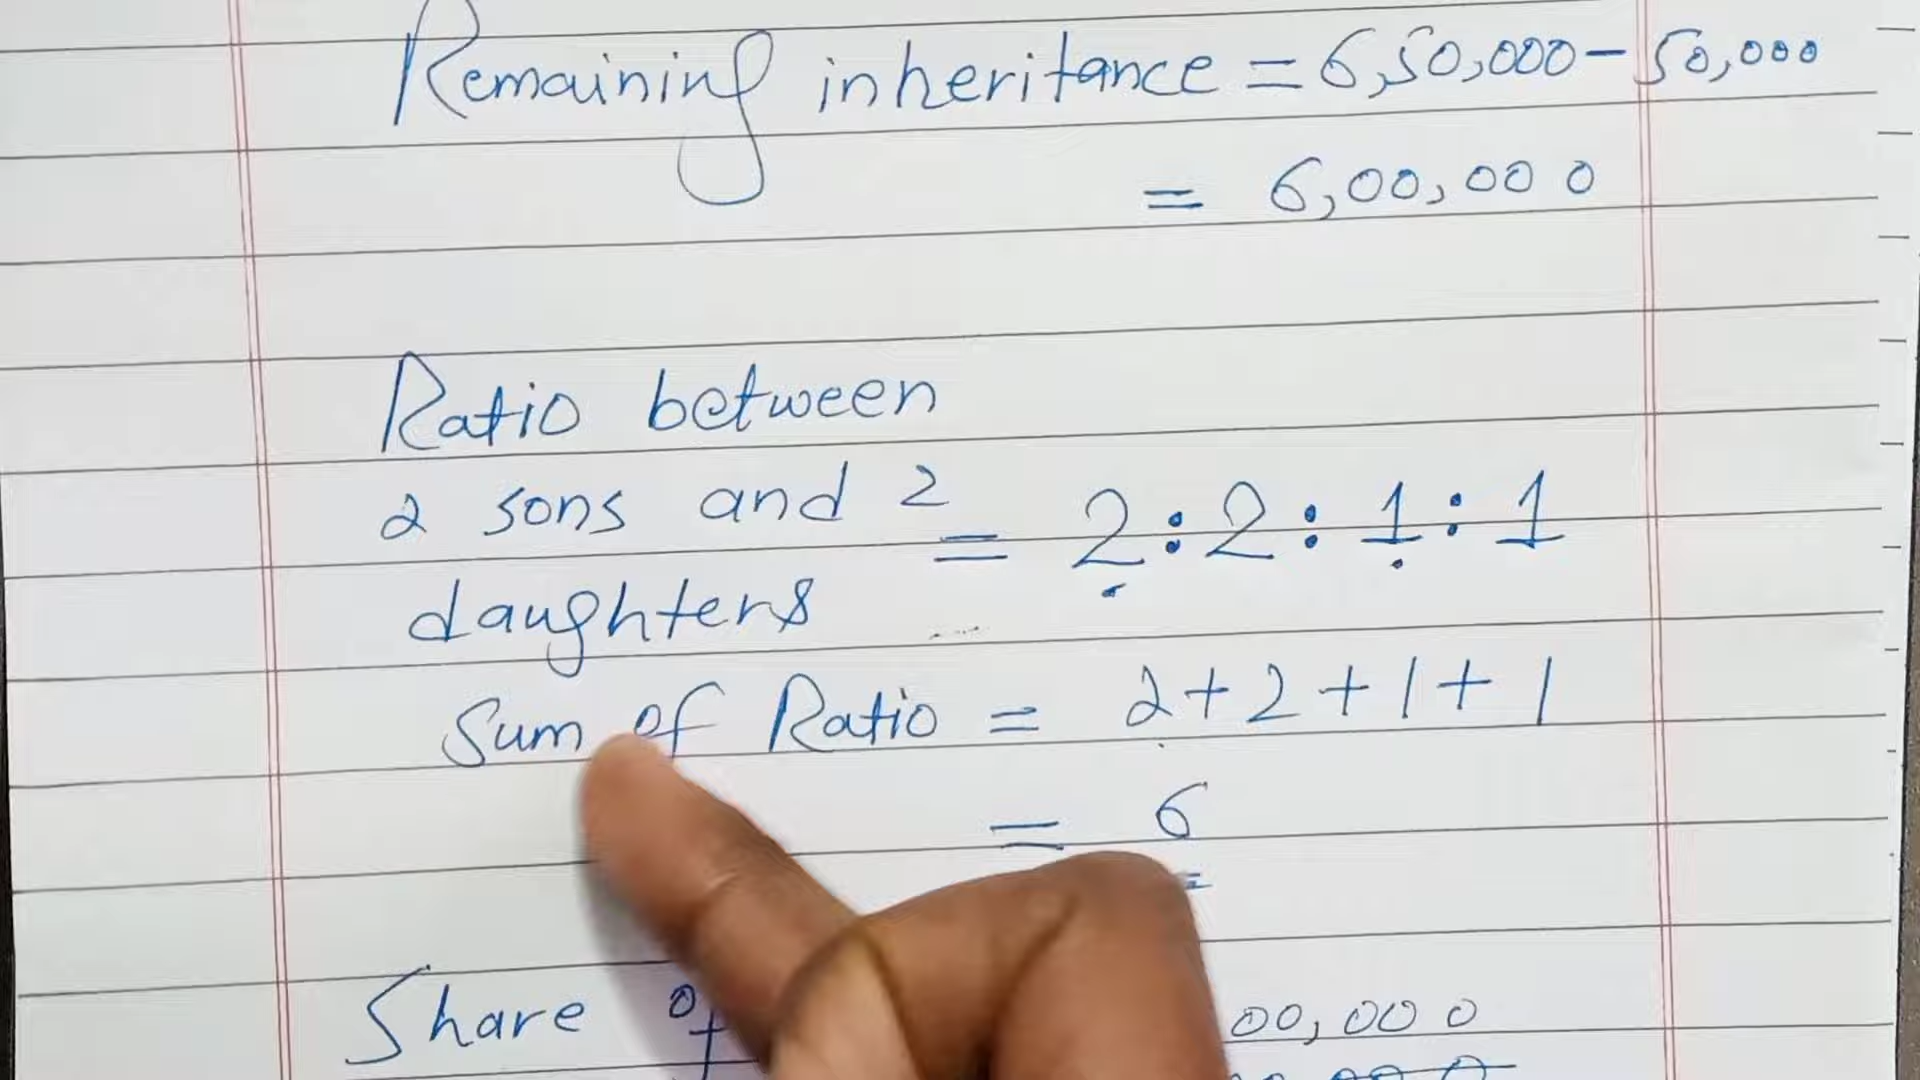 Remaining inheritance = 6,50,000 - 50,000
= 6,00,000
Ratio between
2 sons and 2
daughters = 2 : 2 : 1 : 1
Sum of Ratio = 2 + 2 + 1 + 1
= 6
Share of 00,000